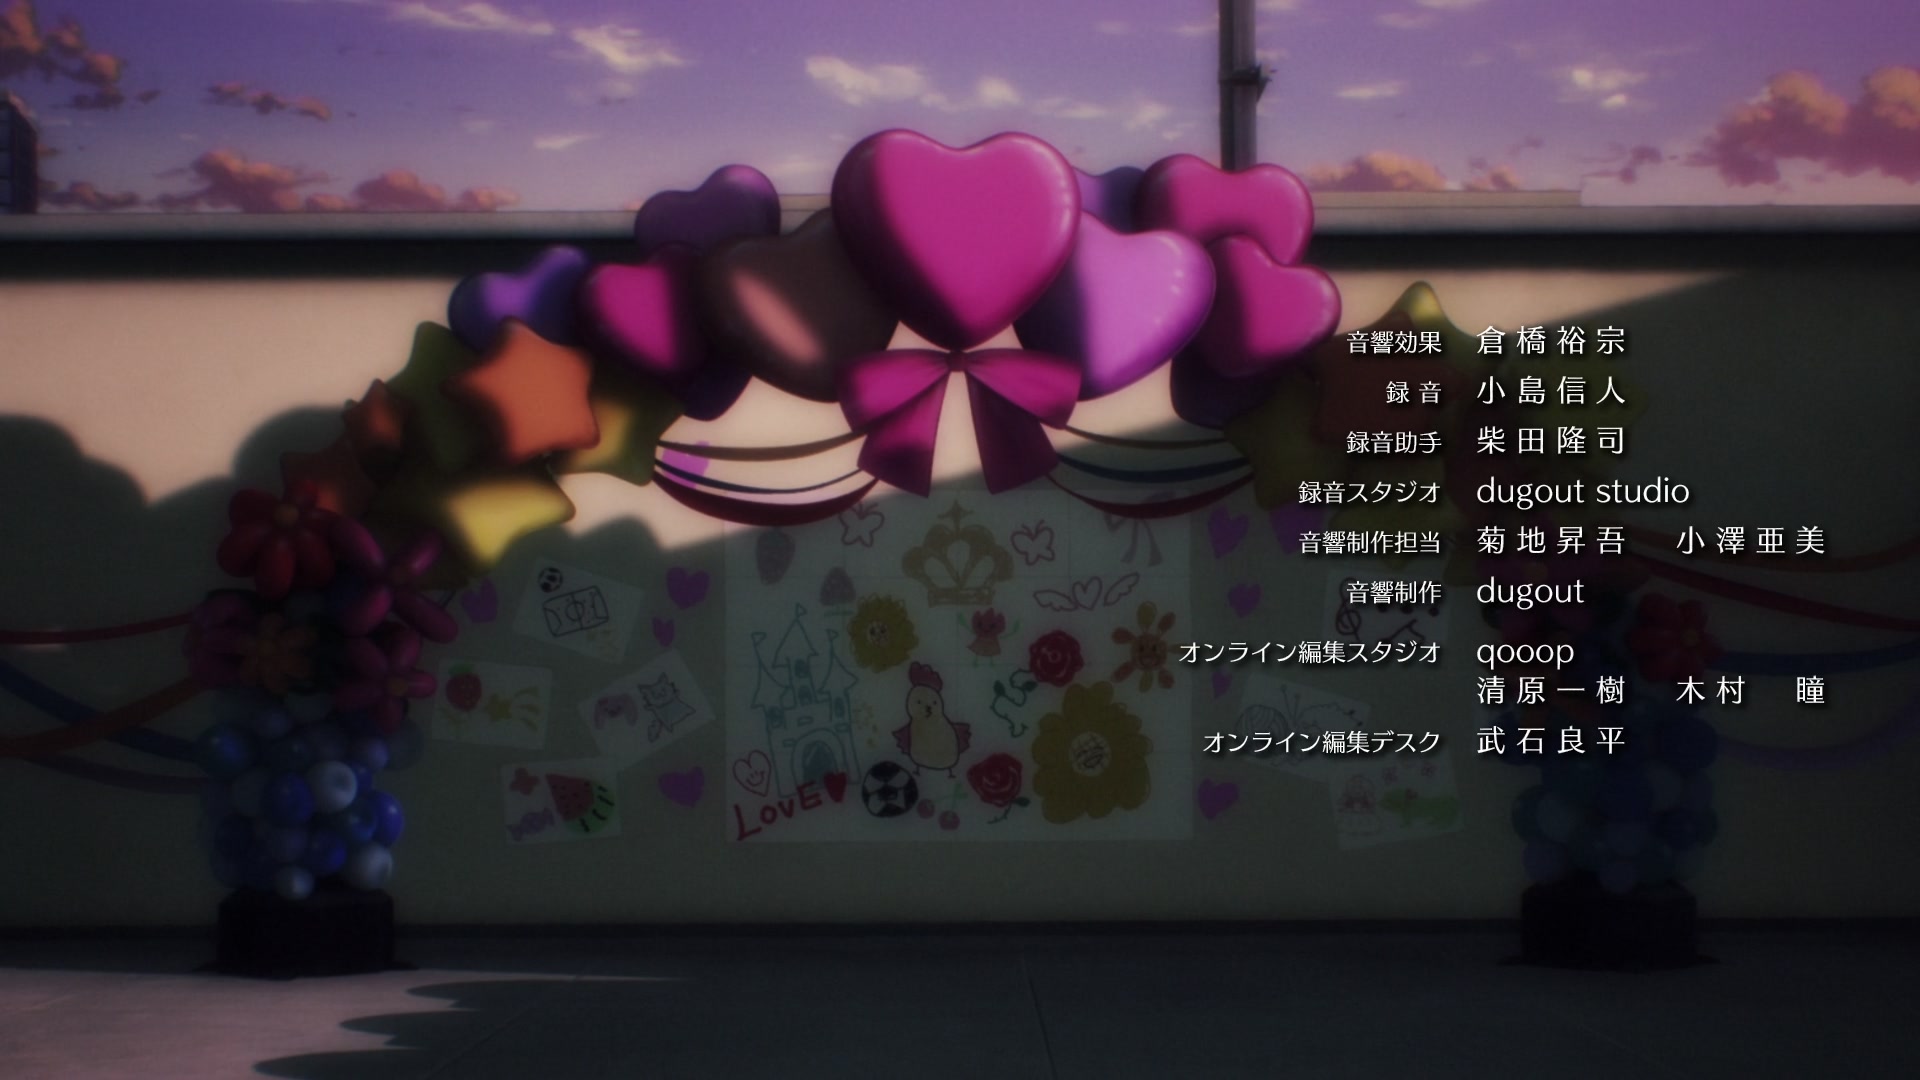 音響効果 倉橋裕宗
録音 小島信人
録音助手 柴田隆司
録音スタジオ dugout studio
音響制作担当 菊地昇吾 小澤亜美
音響制作 dugout
オンライン編集スタジオ qooop
清原一樹 木村 瞳
オンライン編集デスク 武石良平
LOVE